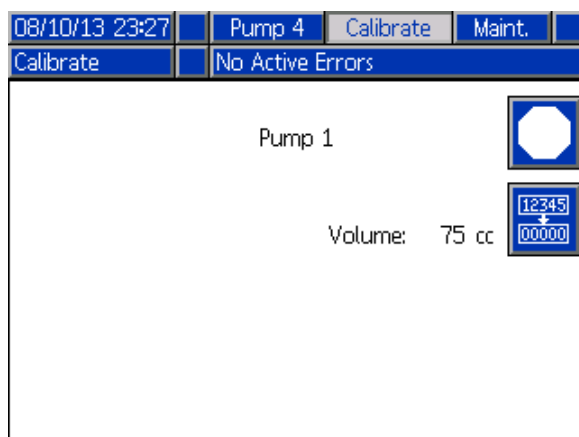 08/10/13 23:27 Pump 4 Calibrate Maint.
Calibrate No Active Errors
Pump 1
12345
Volume: 75 cc
00000